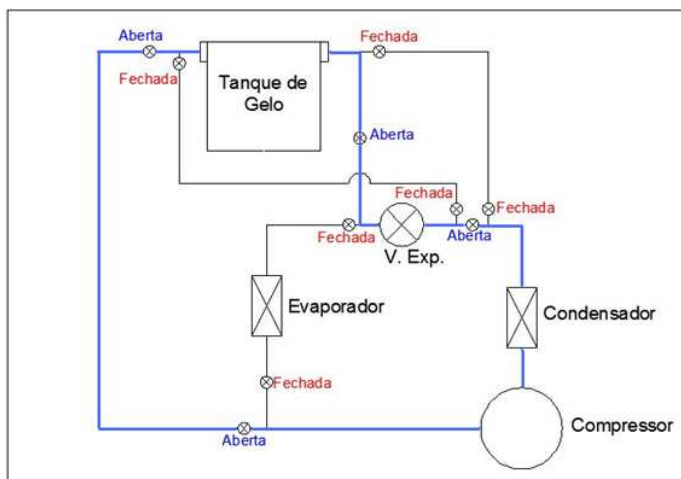 Aberta
Fechada
Fechada
Tanque de
Gelo
Aberta
Fechada
Fechada
Fechada
Aberta
V. Exp.
Evaporador
Condensador
Fechada
Compressor
Aberta